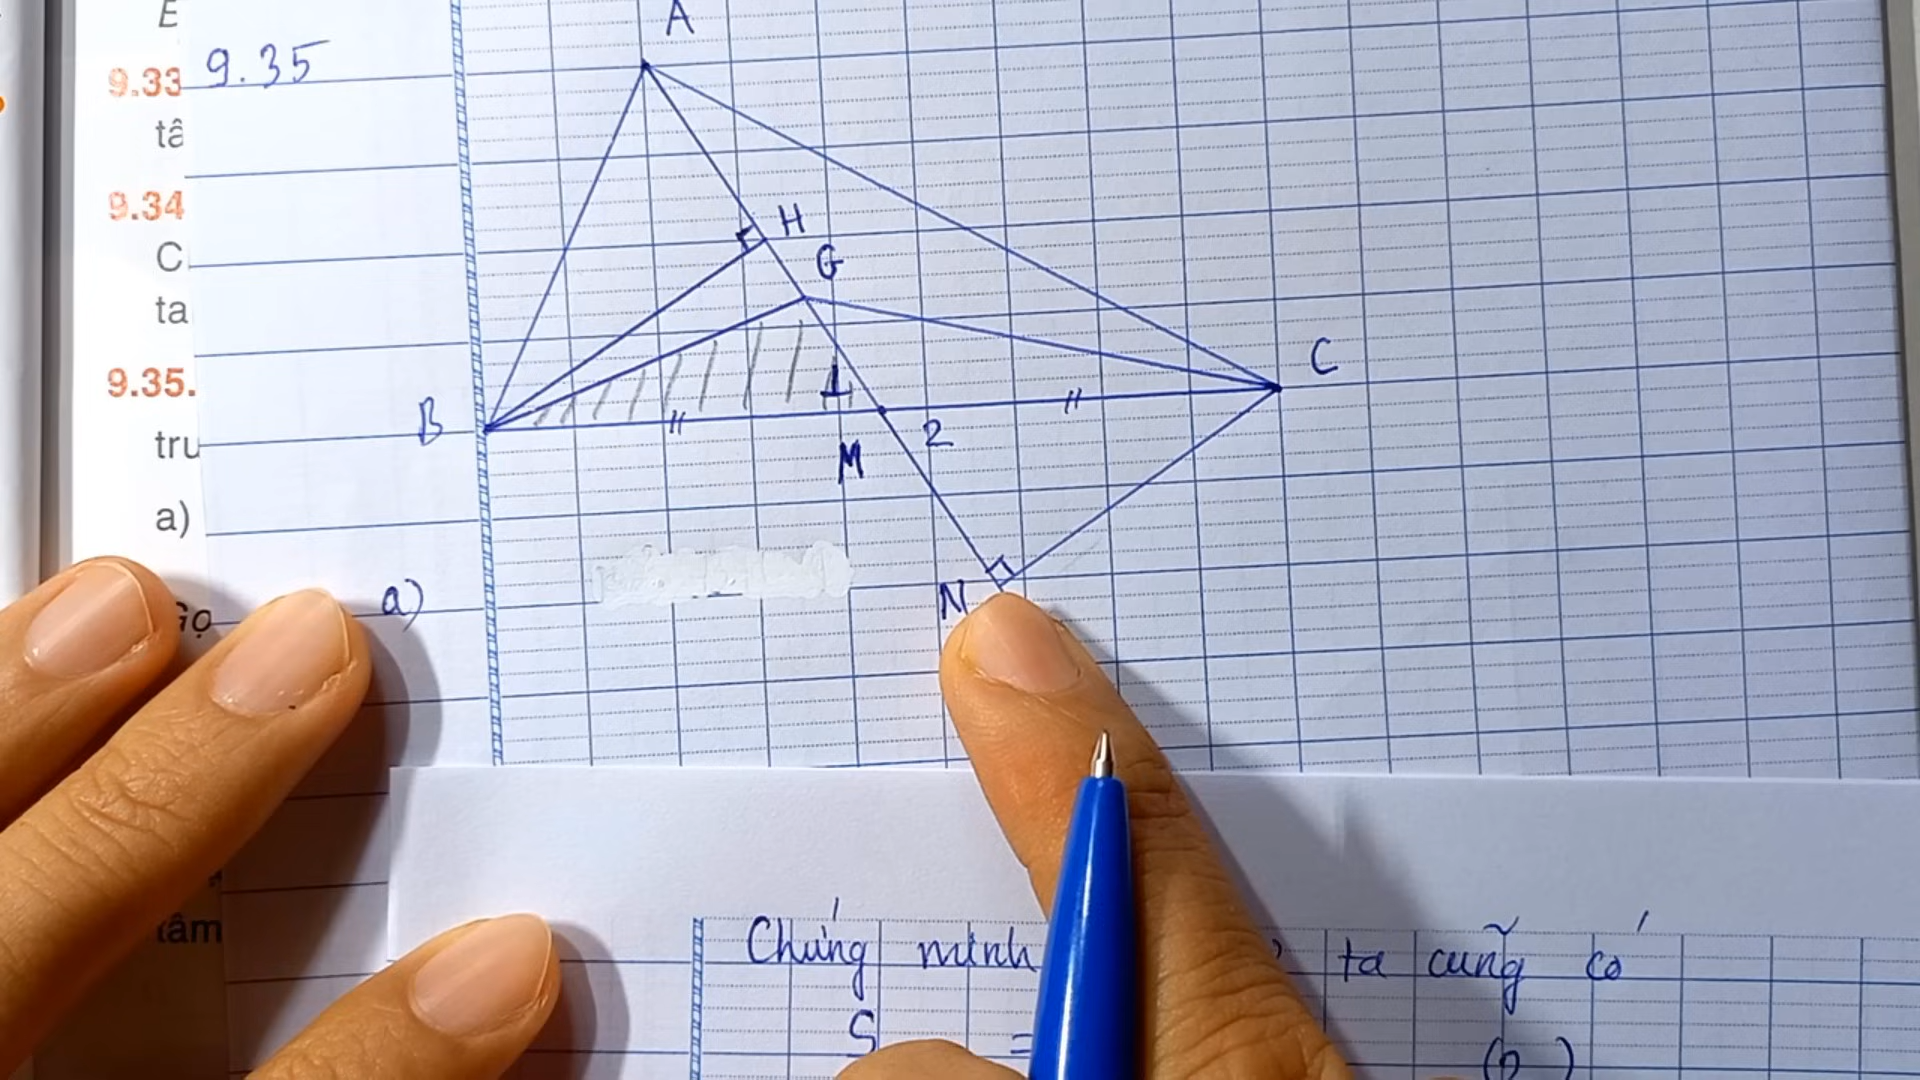 E
9.33
9.35
tâ
9.34
C
ta
9.35.
tru
a)
A
H
G
C
B
1
M
2
N
a)
Gọ
tâm
Chứng minh ta cũng có
S =